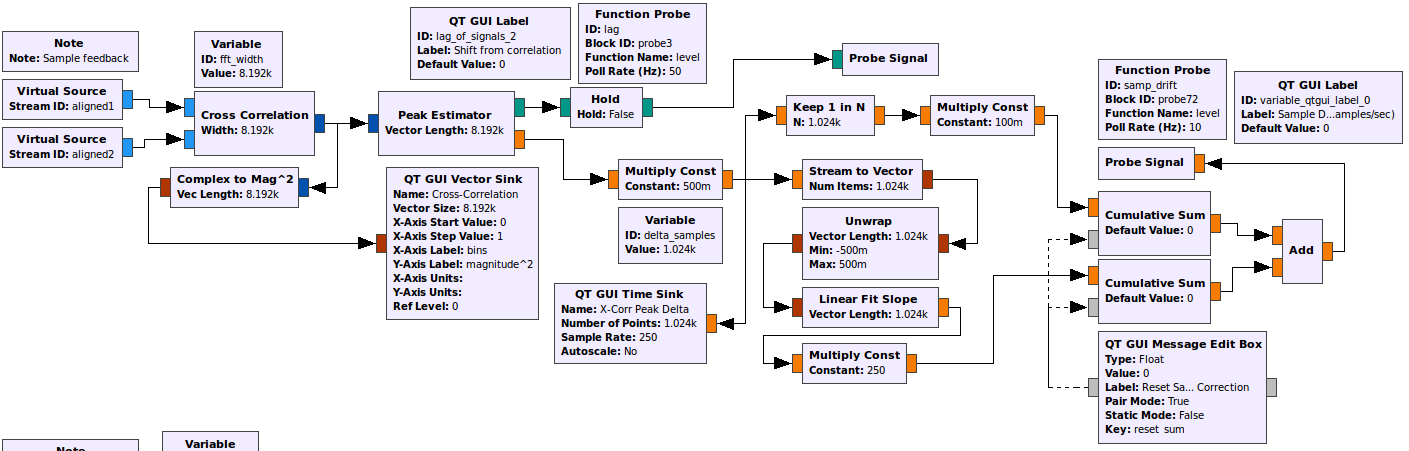 Note
Note: Sample feedback
Variable
ID: fft_width
Value: 8.192k
QT GUI Label
ID: lag_of_signals_2
Label: Shift from correlation
Default Value: 0
Function Probe
ID: lag
Block ID: probe3
Function Name: level
Poll Rate (Hz): 50
Virtual Source
Stream ID: aligned1
Virtual Source
Stream ID: aligned2
Cross Correlation
Width: 8.192k
Peak Estimator
Vector Length: 8.192k
Hold
Hold: False
Probe Signal
Complex to Mag^2
Vec Length: 8.192k
QT GUI Vector Sink
Name: Cross-Correlation
Vector Size: 8.192k
X-Axis Start Value: 0
X-Axis Step Value: 1
X-Axis Label: bins
Y-Axis Label: magnitude^2
X-Axis Units:
Y-Axis Units:
Ref Level: 0
Multiply Const
Constant: 500m
Variable
ID: delta_samples
Value: 1.024k
QT GUI Time Sink
Name: X-Corr Peak Delta
Number of Points: 1.024k
Sample Rate: 250
Autoscale: No
Keep 1 in N
N: 1.024k
Multiply Const
Constant: 100m
Stream to Vector
Num Items: 1.024k
Unwrap
Vector Length: 1.024k
Min: -500m
Max: 500m
Linear Fit Slope
Vector Length: 1.024k
Multiply Const
Constant: 250
Function Probe
ID: samp_drift
Block ID: probe72
Function Name: level
Poll Rate (Hz): 10
QT GUI Label
ID: variable_qtgui_label_0
Label: Sample D...amples/sec)
Default Value: 0
Probe Signal
Cumulative Sum
Default Value: 0
Cumulative Sum
Default Value: 0
Add
QT GUI Message Edit Box
Type: Float
Value: 0
Label: Reset Sa... Correction
Pair Mode: True
Static Mode: False
Key: reset_sum
Note
Variable